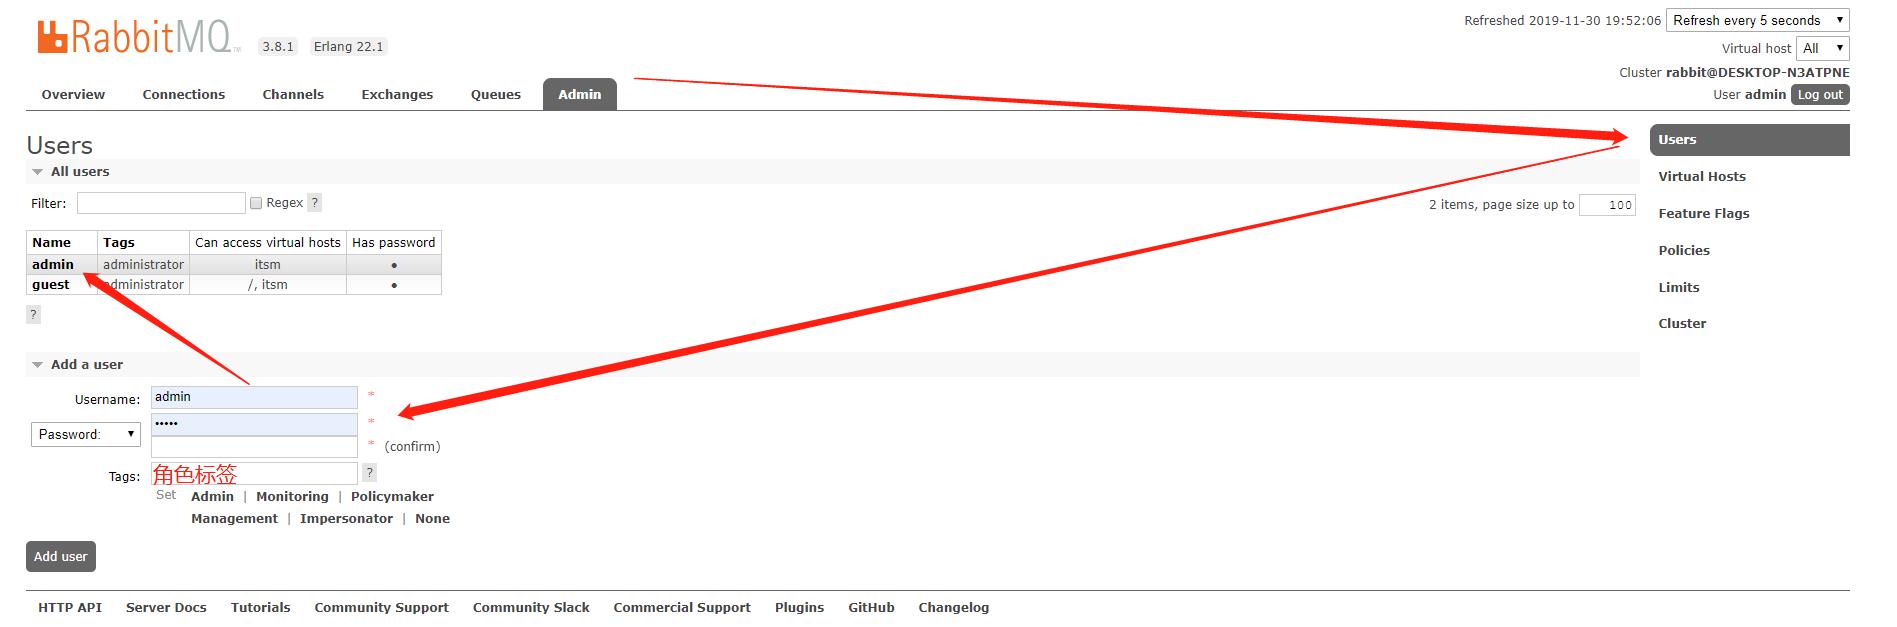 RabbitMQ TM 3.8.1 Erlang 22.1
Refreshed 2019-11-30 19:52:06 Refresh every 5 seconds
Virtual host All
Cluster rabbit@DESKTOP-N3ATPNE
User admin Log out
Overview Connections Channels Exchanges Queues Admin
Users
All users
Filter: Regex ?
2 items, page size up to 100
Name Tags Can access virtual hosts Has password
admin administrator itsm ●
guest administrator /, itsm ●
?
Add a user
Username: admin *
Password: ••••• *
* (confirm)
Tags: 角色标签 ?
Set Admin | Monitoring | Policymaker
Management | Impersonator | None
Add user
Users
Virtual Hosts
Feature Flags
Policies
Limits
Cluster
HTTP API Server Docs Tutorials Community Support Community Slack Commercial Support Plugins GitHub Changelog